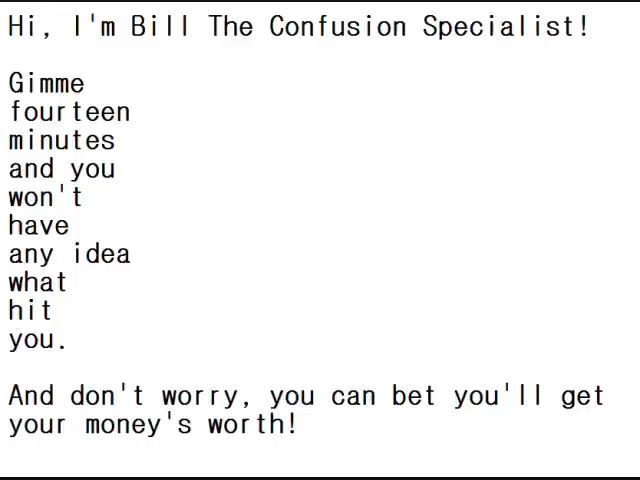 Hi, I'm Bill The Confusion Specialist!
Gimme
fourteen
minutes
and you
won't
have
any idea
what
hit
you.
And don't worry, you can bet you'll get
your money's worth!